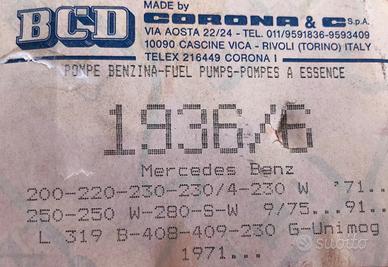 BCD
MADE by
CORONA & C S.p.A.
VIA AOSTA 22/24 - TEL. 011/9591836-9593409
10090 CASCINE VICA - RIVOLI (TORINO) ITALY
TELEX 216449 CORONA I
POMPE BENZINA-FUEL PUMPS-POMPES A ESSENCE
1936/6
Mercedes Benz
200-220-230-230/4-230 W '71..
250-250 W-280-S-W 9/75...91..
L 319 B-408-409-230 G-Unimog
1971...
subito